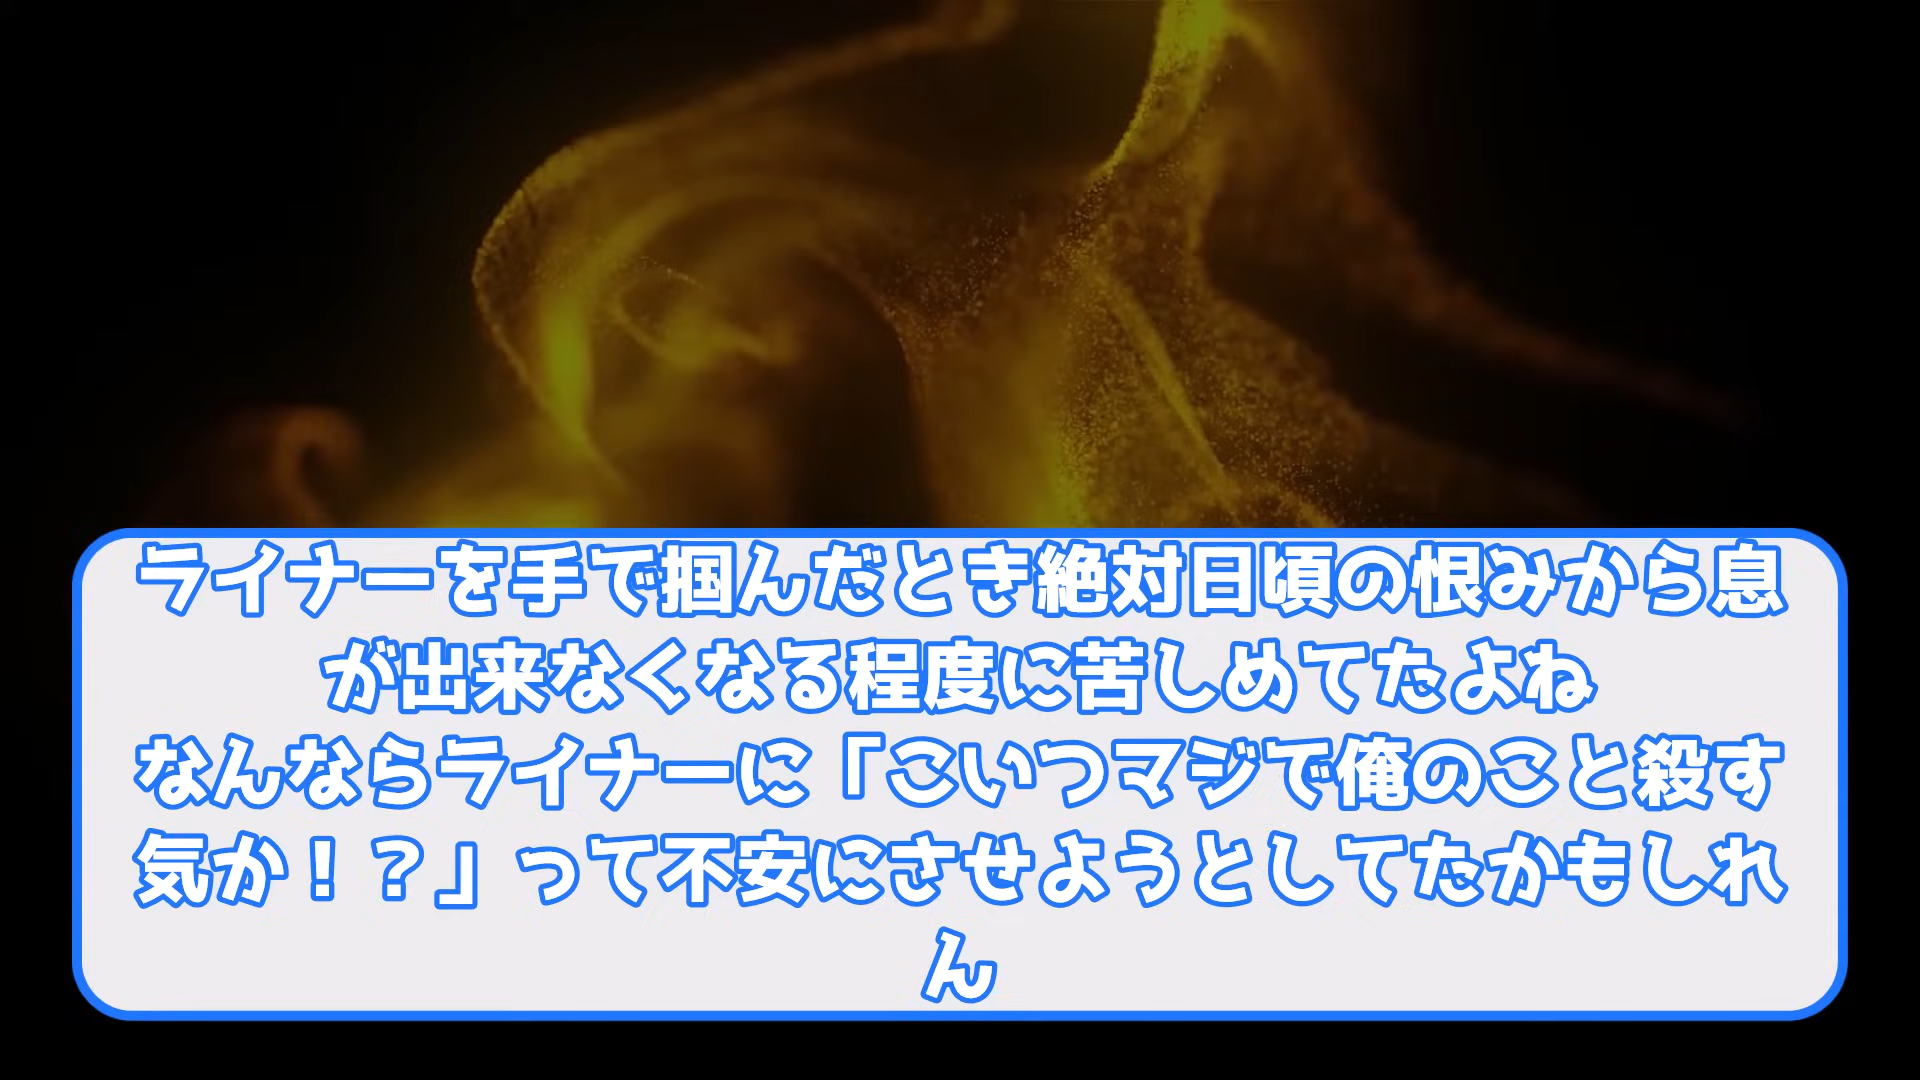 ライナーを手で掴んだとき絶対日頃の恨みから息
が出来なくなる程度に苦しめてたよね
なんならライナーに「こいつマジで俺のこと殺す
気か！？」って不安にさせようとしてたかもしれ
ん